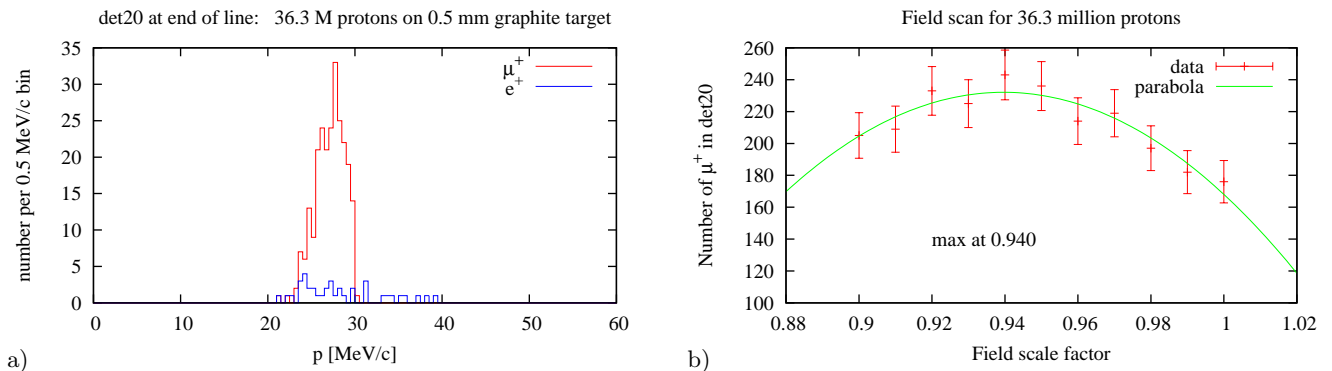 det20 at end of line: 36.3 M protons on 0.5 mm graphite target
number per 0.5 MeV/c bin
35
30
25
20
15
10
5
0
μ+
e+
0 10 20 30 40 50 60
p [MeV/c]
a)
Field scan for 36.3 million protons
Number of μ+ in det20
260
240
220
200
180
160
140
120
100
data
parabola
max at 0.940
0.88 0.9 0.92 0.94 0.96 0.98 1 1.02
Field scale factor
b)